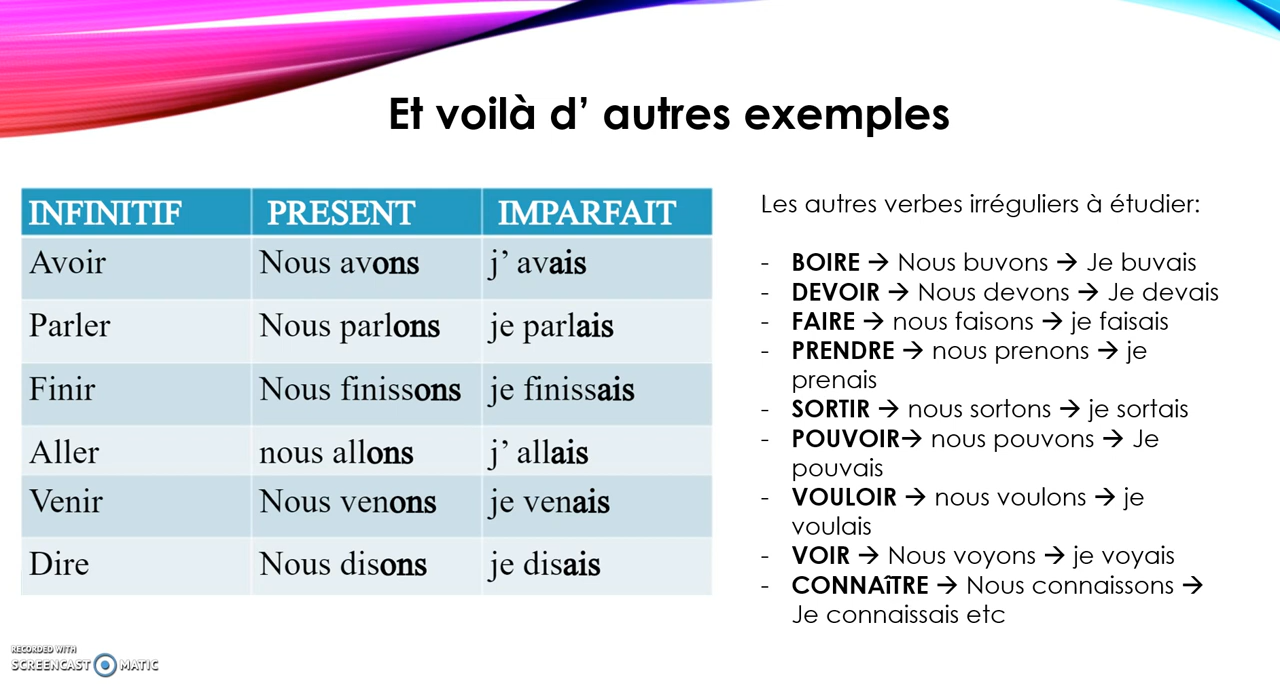 Et voilà d’ autres exemples
INFINITIF PRESENT IMPARFAIT
Avoir Nous avons j’ avais
Parler Nous parlons je parlais
Finir Nous finissons je finissais
Aller nous allons j’ allais
Venir Nous venons je venais
Dire Nous disons je disais
Les autres verbes irréguliers à étudier:
- BOIRE → Nous buvons → Je buvais
- DEVOIR → Nous devons → Je devais
- FAIRE → nous faisons → je faisais
- PRENDRE → nous prenons → je
prenais
- SORTIR → nous sortons → je sortais
- POUVOIR→ nous pouvons → Je
pouvais
- VOULOIR → nous voulons → je
voulais
- VOIR → Nous voyons → je voyais
- CONNAîTRE → Nous connaissons →
Je connaissais etc
RECORDED WITH
SCREENCAST MATIC